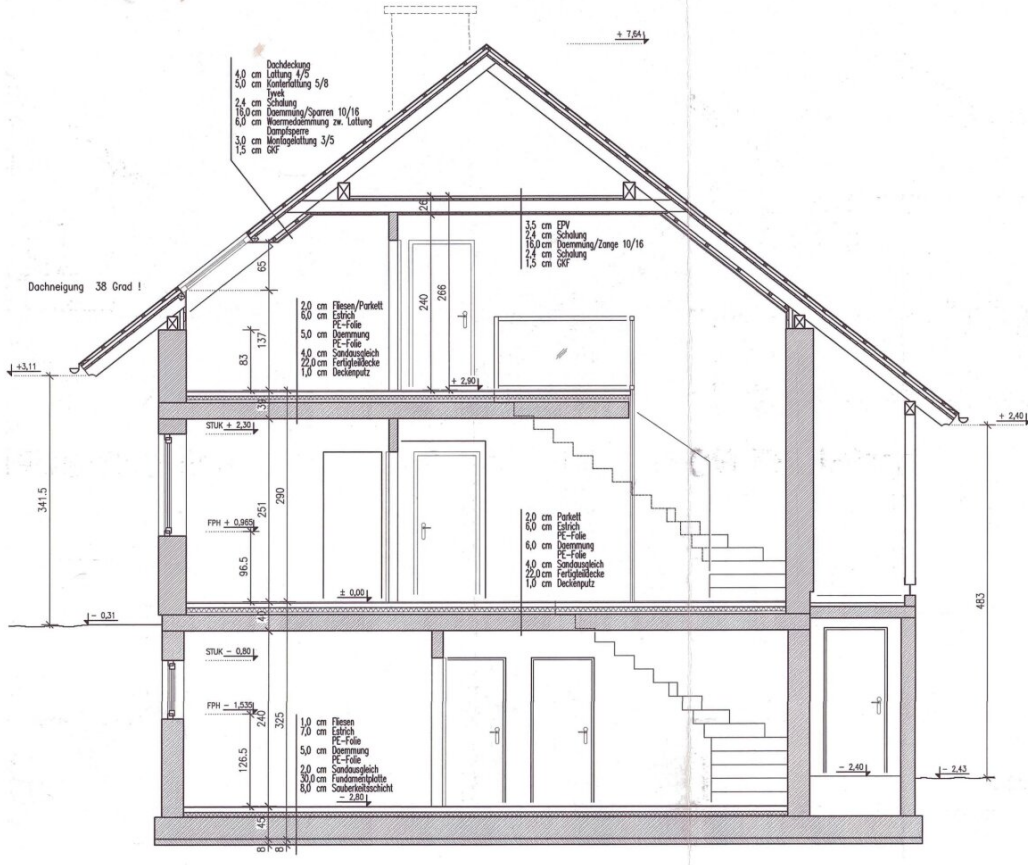 + 7,64
Dachdeckung
4,0 cm Lattung 4/5
5,0 cm Konterlattung 5/8
Tyvek
2,4 cm Schalung
16,0 cm Daemmung/Sparren 10/16
6,0 cm Waermedaemmung zw. Lattung
Dampfsperre
3,0 cm Montagelattung 3/5
1,5 cm GKF
26
3,5 cm EPV
2,4 cm Schalung
16,0 cm Daemmung/Zange 10/16
2,4 cm Schalung
1,5 cm GKF
65
Dachneigung 38 Grad !
240
266
2,0 cm Fliesen/Parkett
6,0 cm Estrich
PE-Folie
5,0 cm Daemmung
PE-Folie
4,0 cm Sandausgleich
22,0 cm Fertigteildecke
1,0 cm Deckenputz
83
137
+3,11
+ 2,90
39
+ 2,40
STUK + 2,30
341.5
251
290
FPH + 0,965
96.5
2,0 cm Parkett
6,0 cm Estrich
PE-Folie
6,0 cm Daemmung
PE-Folie
4,0 cm Sandausgleich
22,0 cm Fertigteildecke
1,0 cm Deckenputz
± 0,00
- 0,31
40
483
STUK - 0,80
FPH - 1,535
240
325
126.5
1,0 cm Fliesen
7,0 cm Estrich
PE-Folie
5,0 cm Daemmung
PE-Folie
2,0 cm Sandausgleich
30,0 cm Fundamentplatte
8,0 cm Sauberkeitsschicht
- 2,80
- 2,40
- 2,43
45
8
8